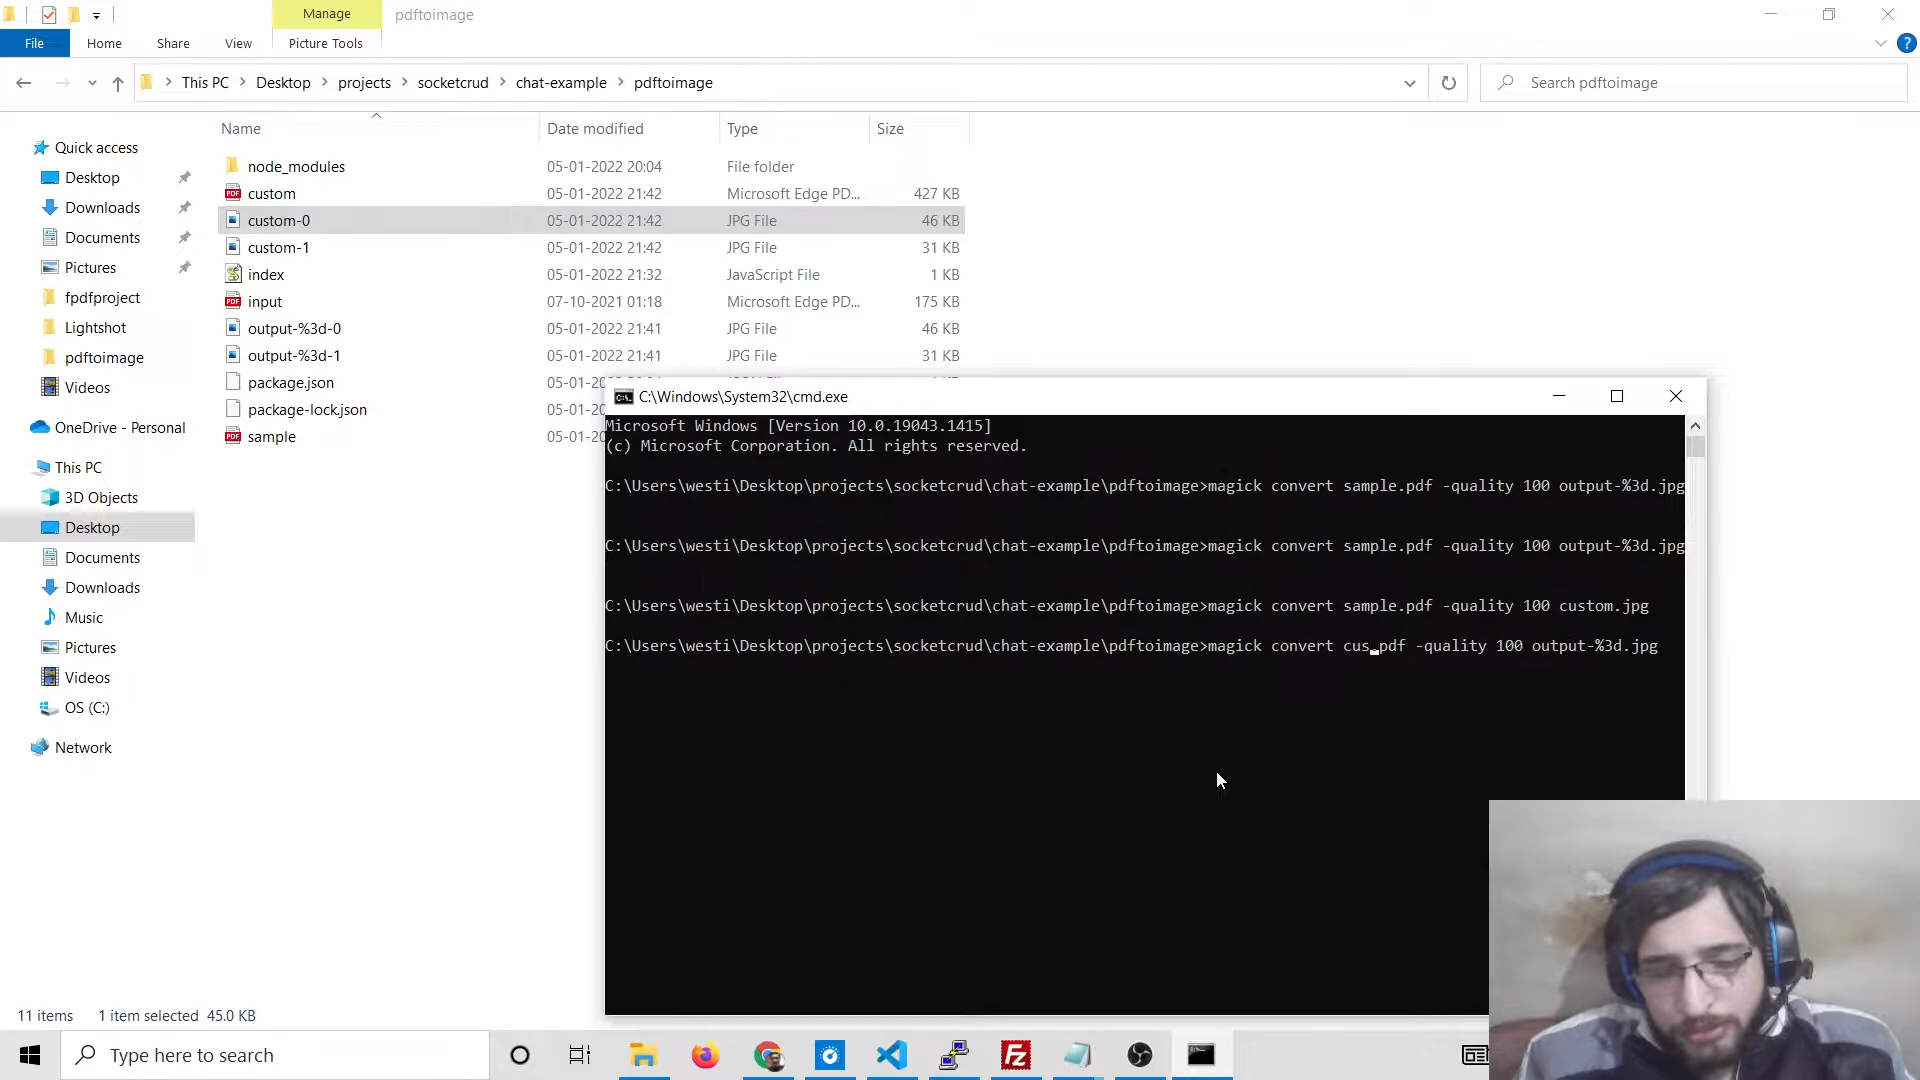 Manage
pdftoimage
File
Home
Share
View
Picture Tools
This PC
Desktop
projects
socketcrud
chat-example
pdftoimage
Search pdftoimage
Name
Date modified
Type
Size
Quick access
Desktop
Downloads
Documents
Pictures
fpdfproject
Lightshot
pdftoimage
Videos
OneDrive - Personal
This PC
3D Objects
Desktop
Documents
Downloads
Music
Pictures
Videos
OS (C:)
Network
node_modules 05-01-2022 20:04 File folder
custom 05-01-2022 21:42 Microsoft Edge PD... 427 KB
custom-0 05-01-2022 21:42 JPG File 46 KB
custom-1 05-01-2022 21:42 JPG File 31 KB
index 05-01-2022 21:32 JavaScript File 1 KB
input 07-10-2021 01:18 Microsoft Edge PD... 175 KB
output-%3d-0 05-01-2022 21:41 JPG File 46 KB
output-%3d-1 05-01-2022 21:41 JPG File 31 KB
package.json
package-lock.json
sample
C:\Windows\System32\cmd.exe
Microsoft Windows [Version 10.0.19043.1415]
(c) Microsoft Corporation. All rights reserved.
C:\Users\westi\Desktop\projects\socketcrud\chat-example\pdftoimage>magick convert sample.pdf -quality 100 output-%3d.jpg
C:\Users\westi\Desktop\projects\socketcrud\chat-example\pdftoimage>magick convert sample.pdf -quality 100 output-%3d.jpg
C:\Users\westi\Desktop\projects\socketcrud\chat-example\pdftoimage>magick convert sample.pdf -quality 100 custom.jpg
C:\Users\westi\Desktop\projects\socketcrud\chat-example\pdftoimage>magick convert cus.pdf -quality 100 output-%3d.jpg
11 items 1 item selected 45.0 KB
Type here to search